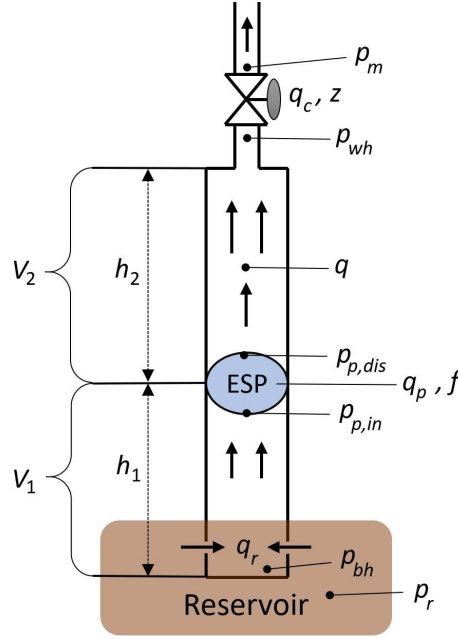 p_m
q_c , z
p_wh
V_2
h_2
q
p_p,dis
ESP
q_p , f
p_p,in
h_1
V_1
q_r
p_bh
p_r
Reservoir